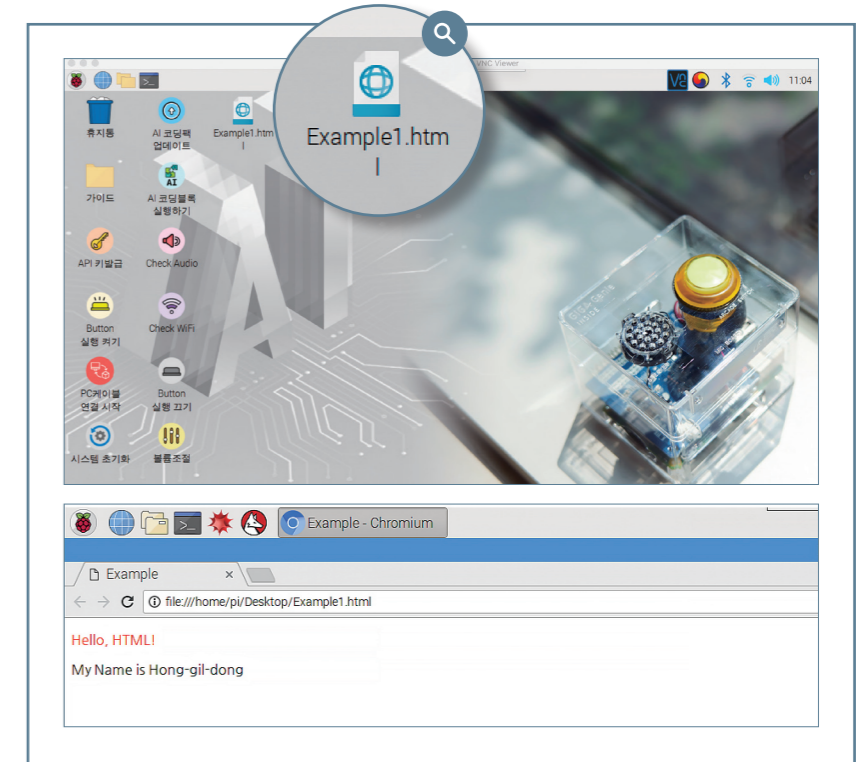 VNC Viewer
V2
11:04
휴지통
AI 코딩팩
업데이트
Example1.htm
l
Example1.htm
l
가이드
AI
AI 코딩블록
실행하기
API 키발급
Check Audio
Button
실행 켜기
Check WiFi
PC케이블
연결 시작
Button
실행 끄기
시스템 초기화
볼륨조절
AI
>_ 
Example - Chromium
Example
×
file:///home/pi/Desktop/Example1.html
Hello, HTML!
My Name is Hong-gil-dong